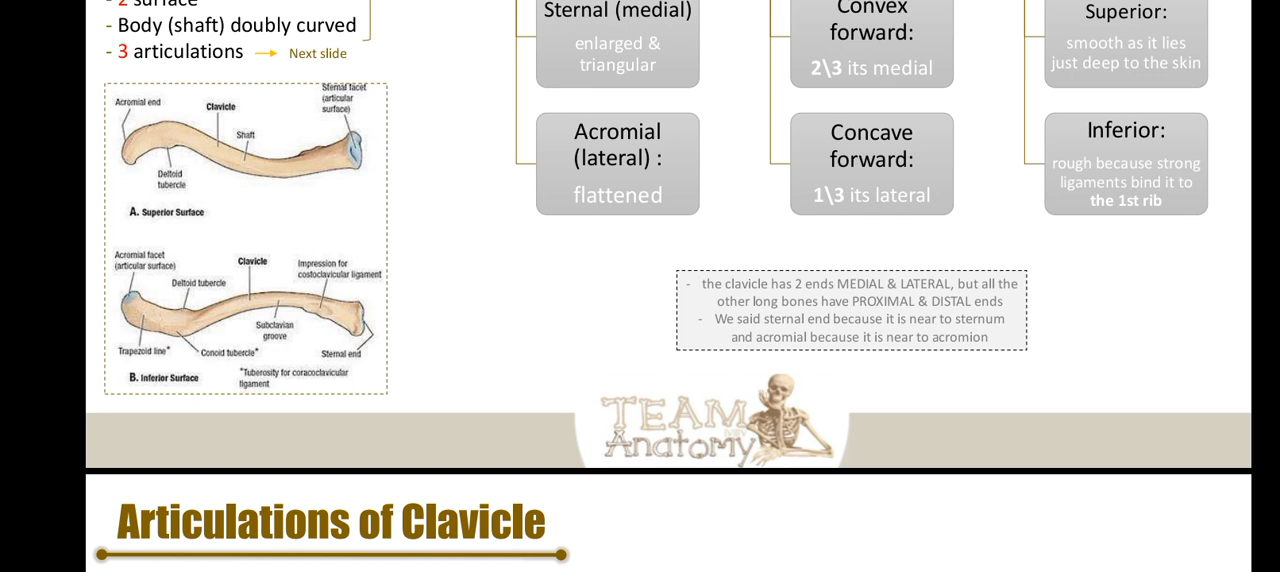 - 2 surface
- Body (shaft) doubly curved
- 3 articulations → Next slide
Sternal (medial)
enlarged &
triangular
Acromial
(lateral) :
flattened
Convex
forward:
2\3 its medial
Concave
forward:
1\3 its lateral
Superior:
smooth as it lies
just deep to the skin
Inferior:
rough because strong
ligaments bind it to
the 1st rib
Acromial end
Clavicle
Sternal facet
(articular
surface)
Shaft
Deltoid
tubercle
A. Superior Surface
Acromial facet
(articular surface)
Deltoid tubercle
Clavicle
Impression for
costoclavicular ligament
Subclavian
groove
Trapezoid line*
Conoid tubercle*
Sternal end
B. Inferior Surface
*Tuberosity for coracoclavicular
ligament
- the clavicle has 2 ends MEDIAL & LATERAL, but all the
other long bones have PROXIMAL & DISTAL ends
- We said sternal end because it is near to sternum
and acromial because it is near to acromion
TEAM
Anatomy
Articulations of Clavicle